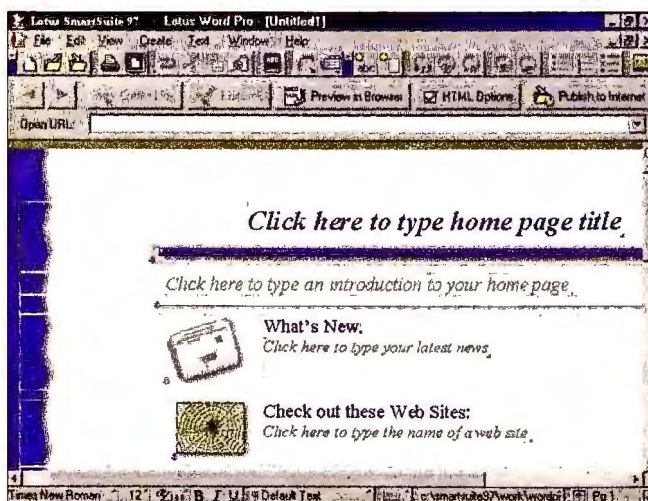 Lotus SmartSuite 97 - Lotus Word Pro - [Untitled1]
File Edit View Create Text Window Help
Preview in Browser HTML Options Publish to Internet
Open URL:
Click here to type home page title
Click here to type an introduction to your home page
What's New:
Click here to type your latest news
Check out these Web Sites:
Click here to type the name of a web site
Times New Roman 12 B I U Default Text c:\smartsuite97\work\wordpro Pg 1